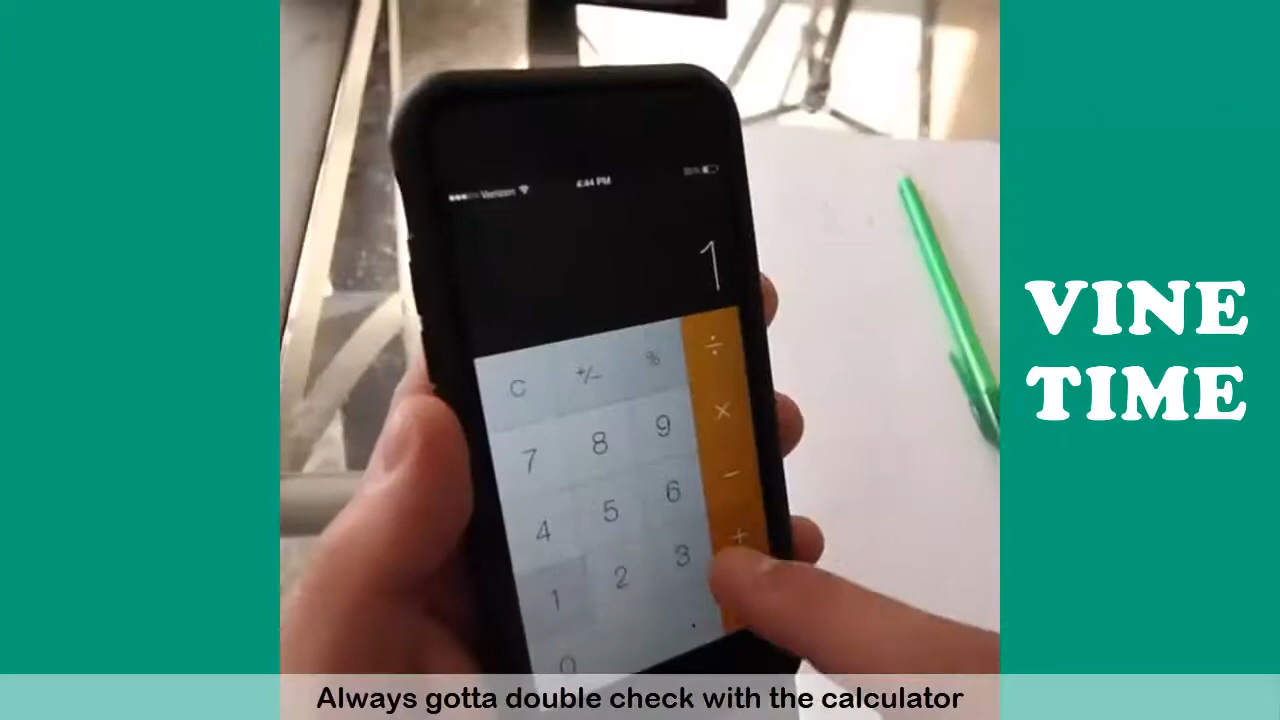 Verizon
4:44 PM
1
C +/- % ÷
7 8 9 ×
4 5 6 −
1 2 3 +
0 .
VINE
TIME
Always gotta double check with the calculator